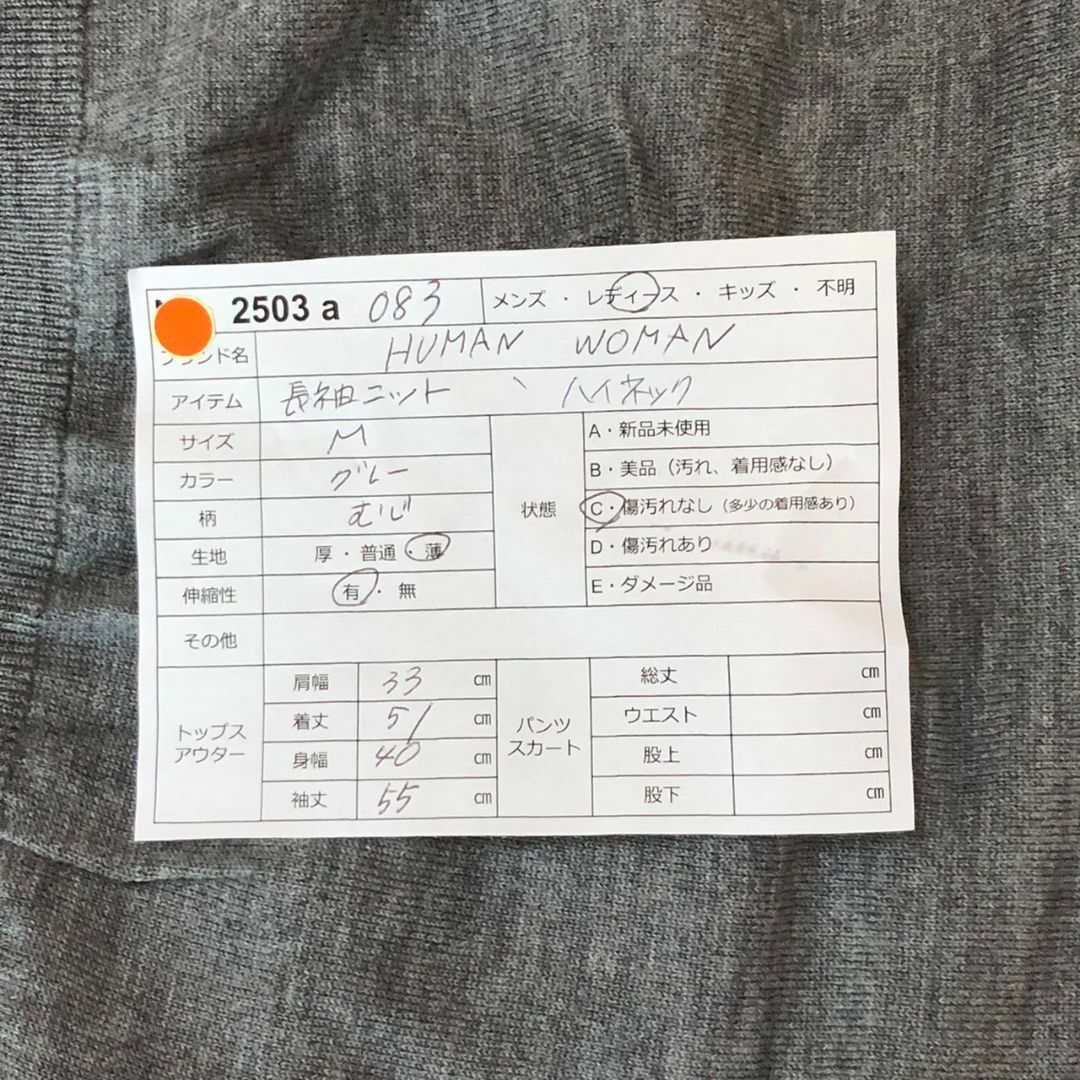 2503 a 083 メンズ ・ レディース ・ キッズ ・ 不明
ブランド名 HUMAN WOMAN
アイテム 長袖ニット 、 ハイネック
サイズ M
カラー グレー
柄 むじ
生地 厚 ・ 普通 ・ 薄
伸縮性 有 ・ 無
状態
A・新品未使用
B・美品（汚れ、着用感なし）
C・傷汚れなし（多少の着用感あり）
D・傷汚れあり
E・ダメージ品
その他
トップス
アウター
肩幅 33 cm
着丈 51 cm
身幅 40 cm
袖丈 55 cm
パンツ
スカート
総丈 cm
ウエスト cm
股上 cm
股下 cm